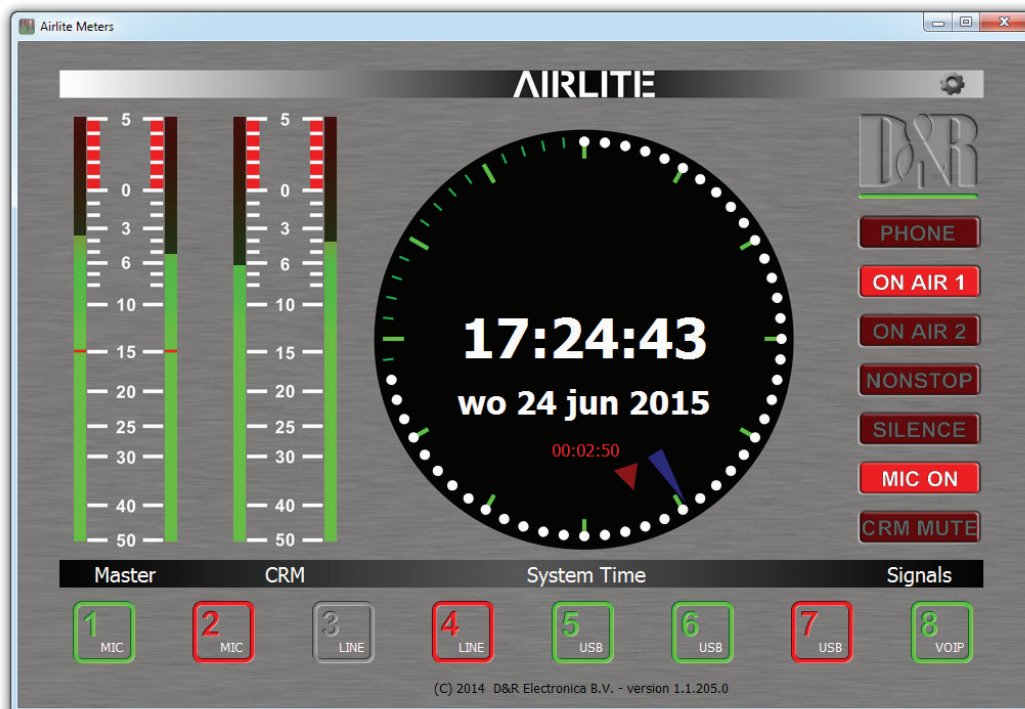 Airlite Meters
AIRLITE
D&R
5 5
0 0
3 3
6 6
10 10
15 15
20 20
25 25
30 30
40 40
50 50
17:24:43
wo 24 jun 2015
00:02:50
PHONE
ON AIR 1
ON AIR 2
NONSTOP
SILENCE
MIC ON
CRM MUTE
Master CRM System Time Signals
1 MIC 2 MIC 3 LINE 4 LINE 5 USB 6 USB 7 USB 8 VOIP
(C) 2014 D&R Electronica B.V. - version 1.1.205.0